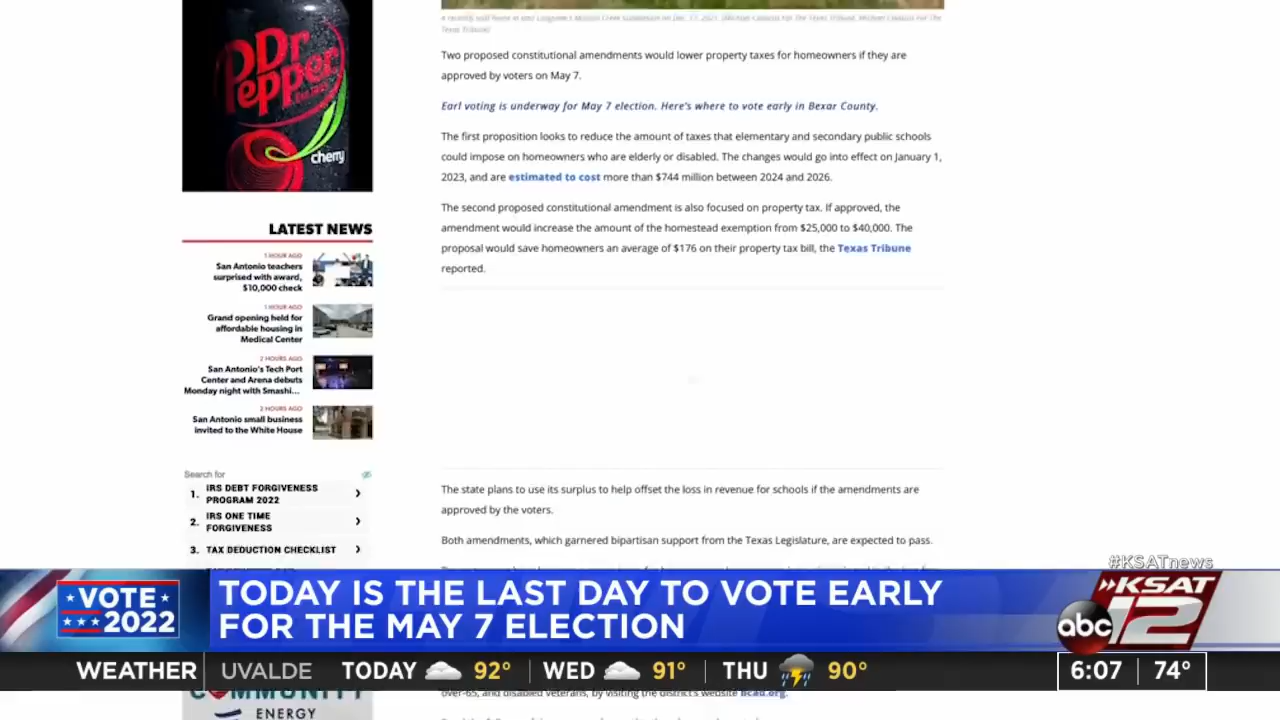 DDr
Pepper
cherry
LATEST NEWS
1 HOUR AGO
San Antonio teachers
surprised with award,
$10,000 check
1 HOUR AGO
Grand opening held for
affordable housing in
Medical Center
2 HOURS AGO
San Antonio's Tech Port
Center and Arena debuts
Monday night with Smashi...
2 HOURS AGO
San Antonio small business
invited to the White House
Search for
1. IRS DEBT FORGIVENESS
PROGRAM 2022
2. IRS ONE TIME
FORGIVENESS
3. TAX DEDUCTION CHECKLIST
Two proposed constitutional amendments would lower property taxes for homeowners if they are
approved by voters on May 7.
Earl voting is underway for May 7 election. Here's where to vote early in Bexar County.
The first proposition looks to reduce the amount of taxes that elementary and secondary public schools
could impose on homeowners who are elderly or disabled. The changes would go into effect on January 1,
2023, and are estimated to cost more than $744 million between 2024 and 2026.
The second proposed constitutional amendment is also focused on property tax. If approved, the
amendment would increase the amount of the homestead exemption from $25,000 to $40,000. The
proposal would save homeowners an average of $176 on their property tax bill, the Texas Tribune
reported.
The state plans to use its surplus to help offset the loss in revenue for schools if the amendments are
approved by the voters.
Both amendments, which garnered bipartisan support from the Texas Legislature, are expected to pass.
#KSATnews
VOTE
2022
TODAY IS THE LAST DAY TO VOTE EARLY
FOR THE MAY 7 ELECTION
KSAT
abc 12
WEATHER UVALDE TODAY 92° WED 91° THU 90° 6:07 74°
over-65, and disabled veterans, by visiting the district's website bcad.org.
COMMUNITY
ENERGY